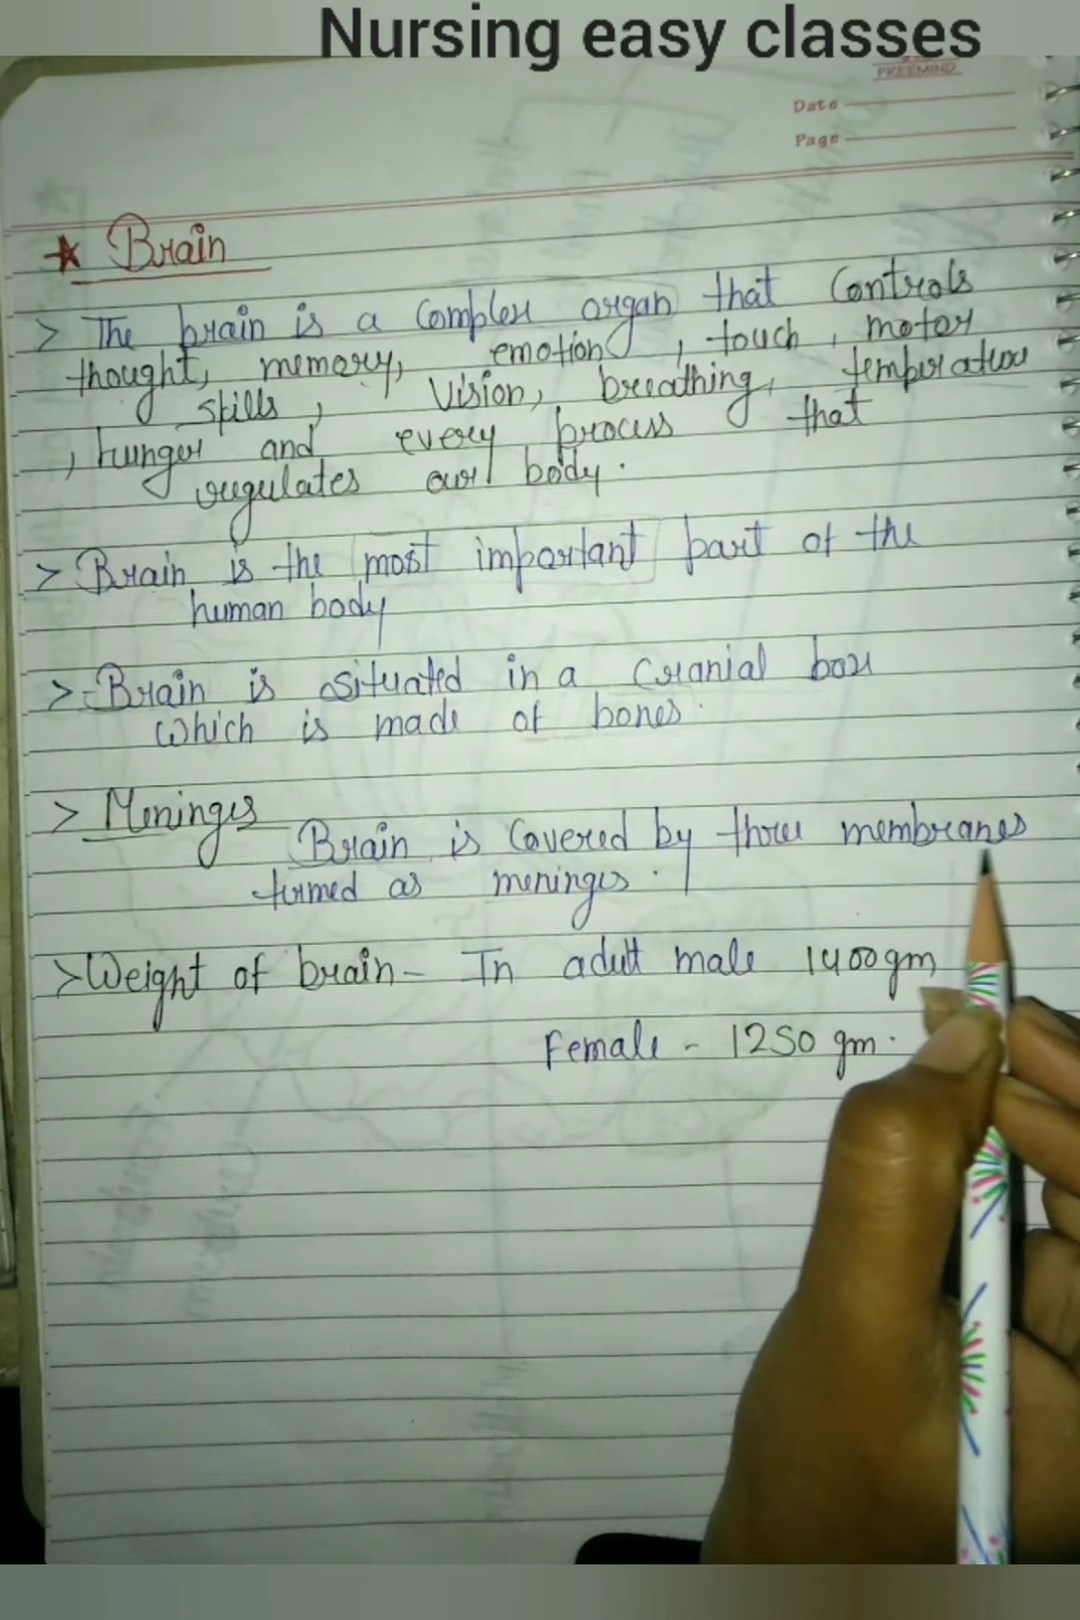 Nursing easy classes
FREEMIND
Date
Page
★ Brain
> The brain is a complex organ that controls
thought, memory, emotion, touch, motor
skills, vision, breathing, temperature
, hunger and every process that
regulates our body.
> Brain is the most important part of the
human body
> Brain is situated in a cranial box
which is made of bones.
> Meninges
Brain is covered by three membranes
termed as meninges.
> Weight of brain - In adult male 1400gm
Female - 1250 gm.